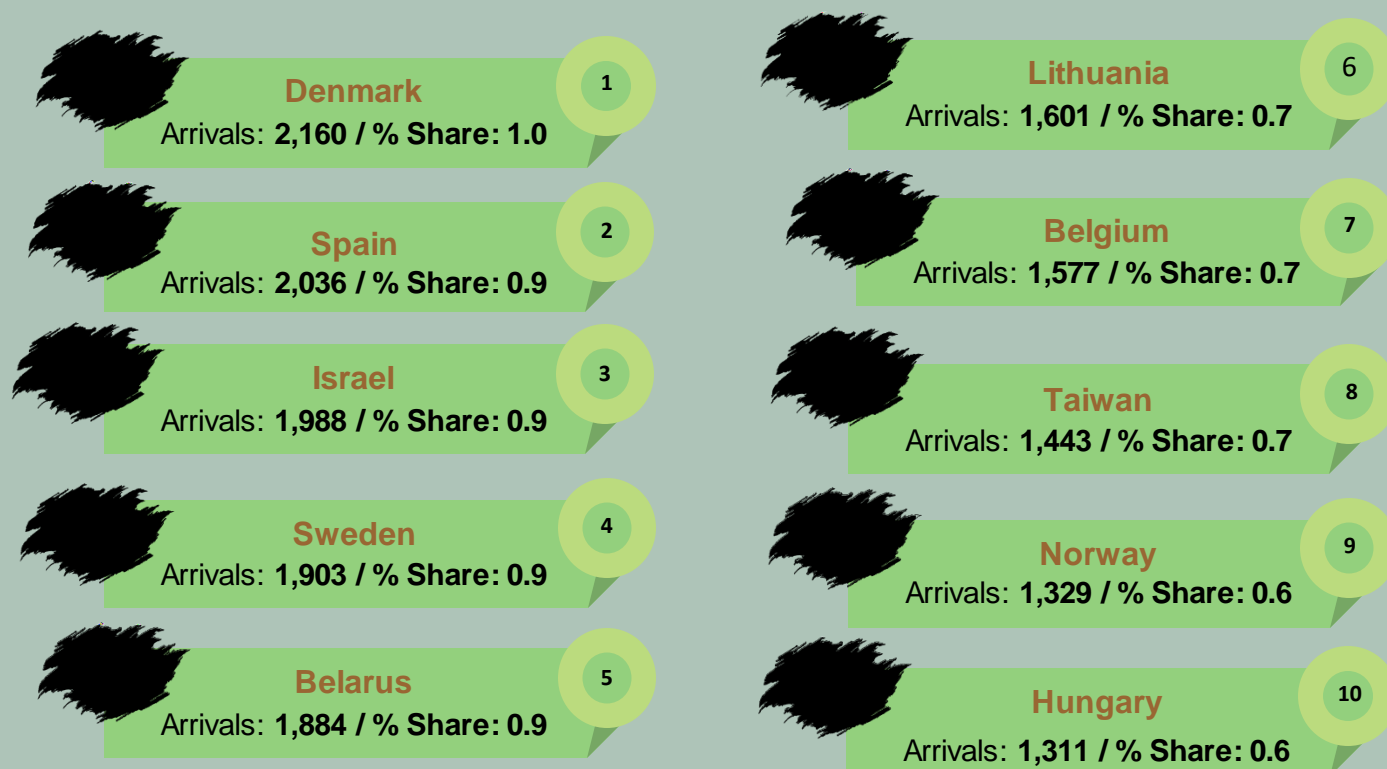 Denmark
Arrivals: 2,160 / % Share: 1.0
1
Spain
Arrivals: 2,036 / % Share: 0.9
2
Israel
Arrivals: 1,988 / % Share: 0.9
3
Sweden
Arrivals: 1,903 / % Share: 0.9
4
Belarus
Arrivals: 1,884 / % Share: 0.9
5
Lithuania
Arrivals: 1,601 / % Share: 0.7
6
Belgium
Arrivals: 1,577 / % Share: 0.7
7
Taiwan
Arrivals: 1,443 / % Share: 0.7
8
Norway
Arrivals: 1,329 / % Share: 0.6
9
Hungary
Arrivals: 1,311 / % Share: 0.6
10